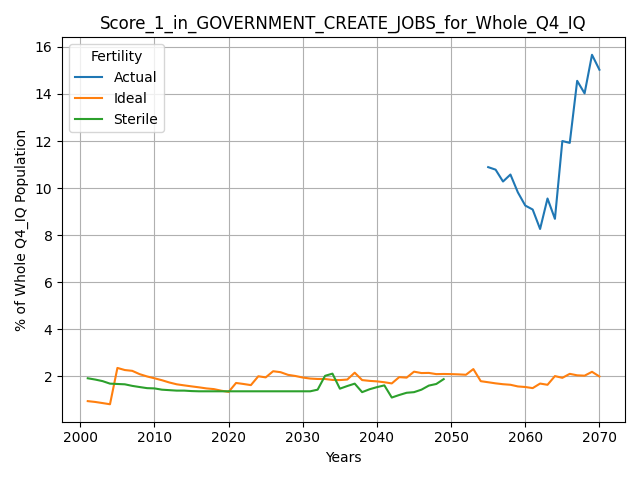 Score_1_in_GOVERNMENT_CREATE_JOBS_for_Whole_Q4_IQ
Fertility
Actual
Ideal
Sterile
% of Whole Q4_IQ Population
16
14
12
10
8
6
4
2
2000 2010 2020 2030 2040 2050 2060 2070
Years